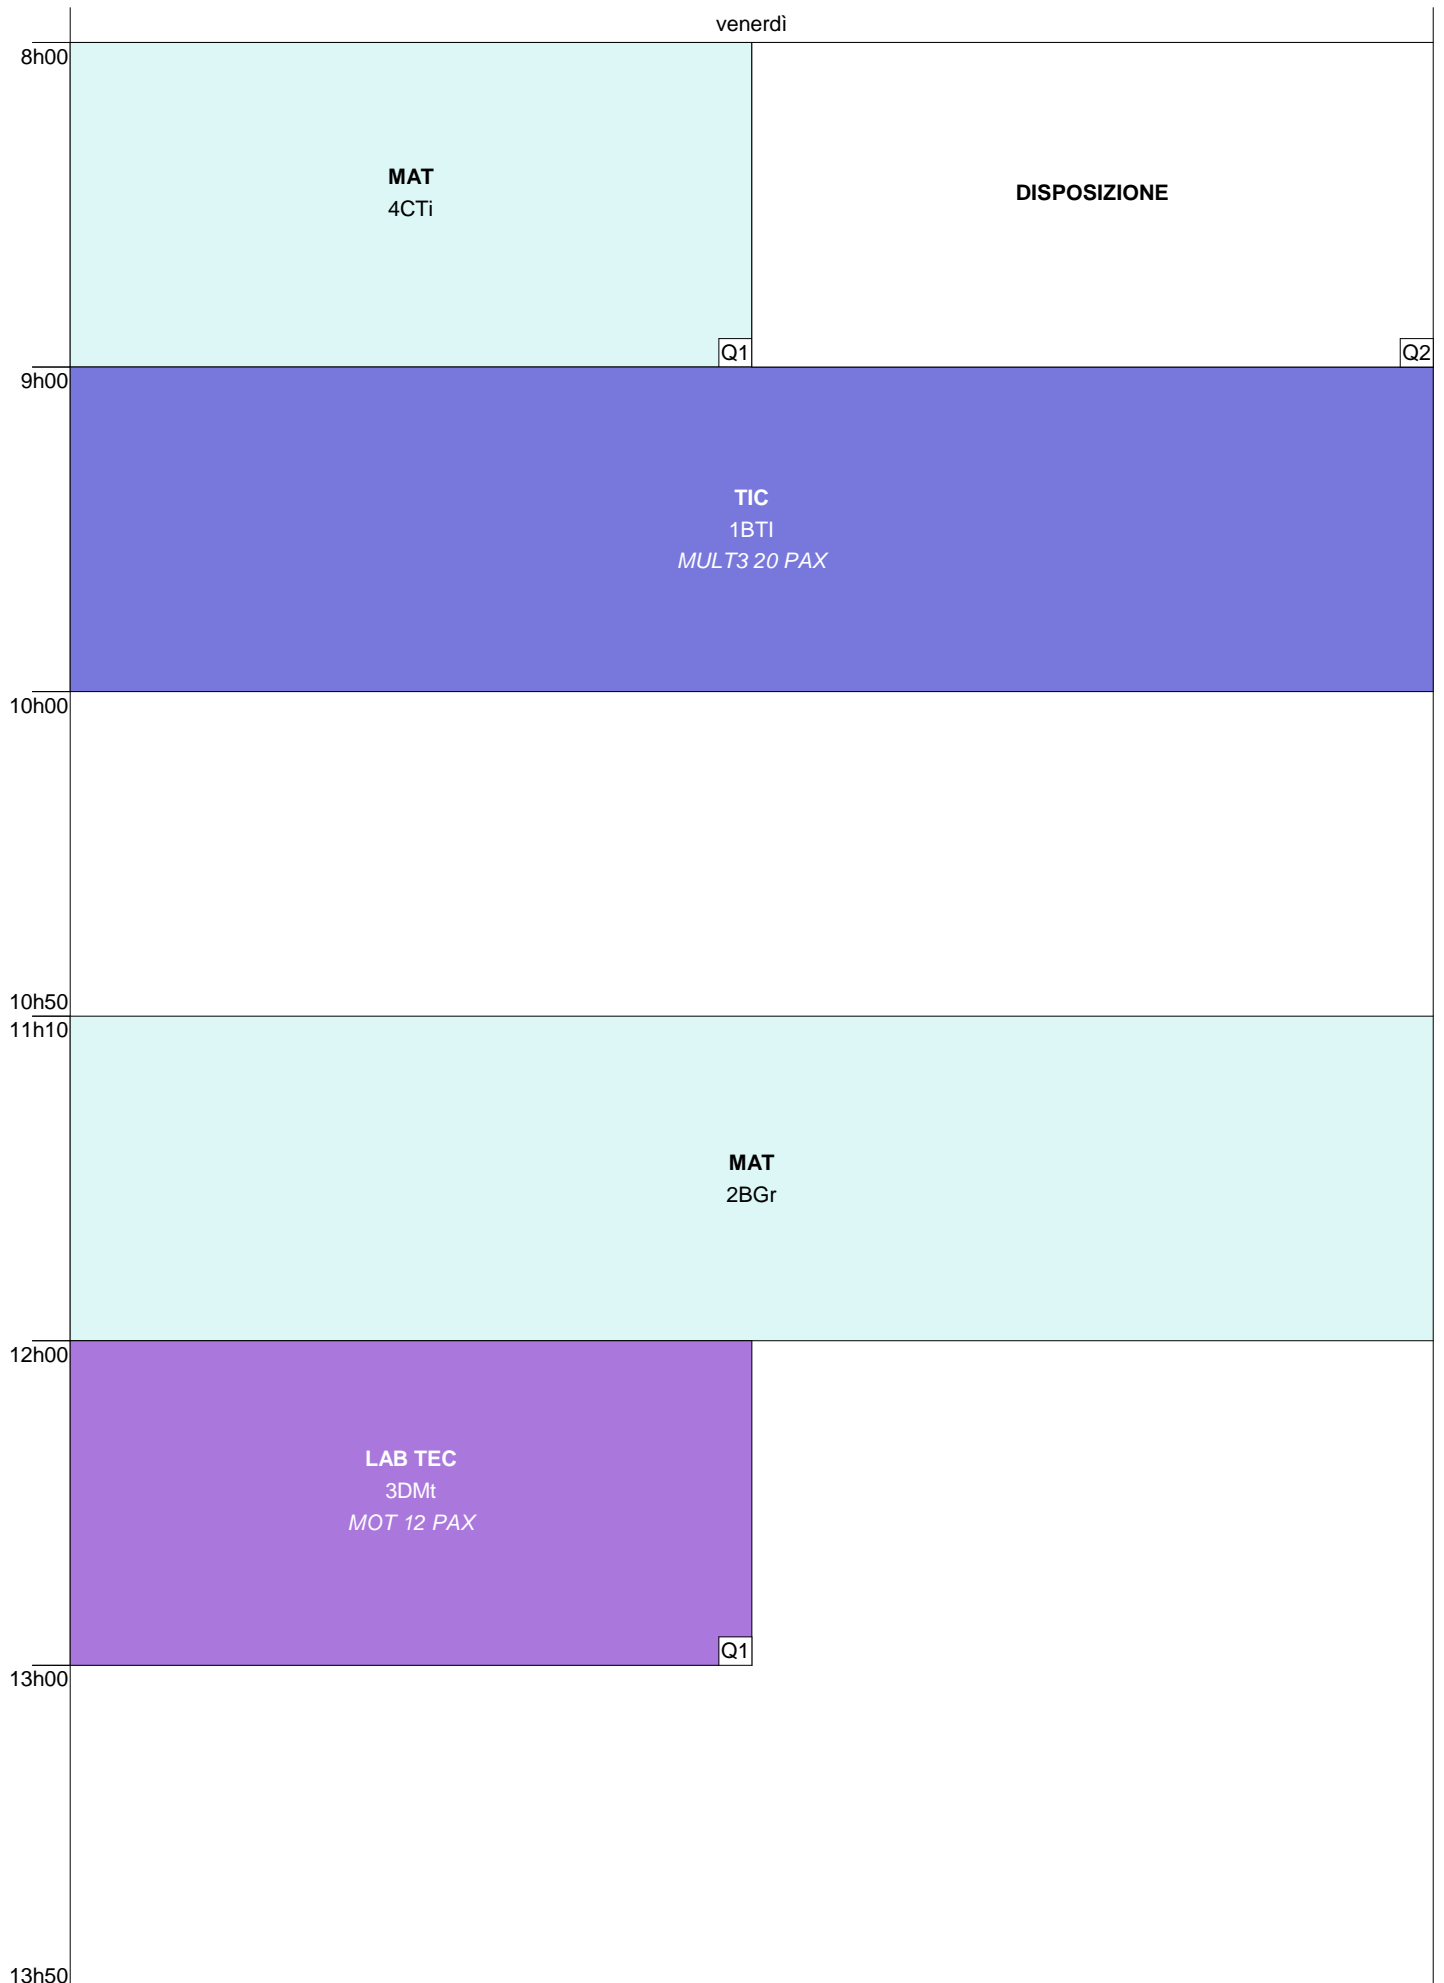 venerdì
8h00
MAT
4CTi
Q1
DISPOSIZIONE
Q2
9h00
TIC
1BTI
MULT3 20 PAX
10h00
10h50
11h10
MAT
2BGr
12h00
LAB TEC
3DMt
MOT 12 PAX
Q1
13h00
13h50